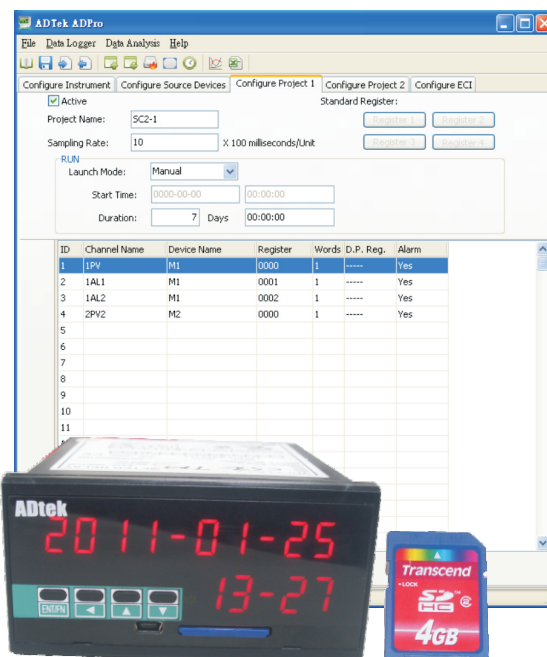 ADTek ADPro
File Data Logger Data Analysis Help
Configure Instrument Configure Source Devices Configure Project 1 Configure Project 2 Configure ECI
Active Standard Register:
Project Name: SC2-1 Register 1 Register 2
Sampling Rate: 10 X 100 milliseconds/Unit Register 3 Register 4
RUN
Launch Mode: Manual
Start Time: 0000-00-00 00:00:00
Duration: 7 Days 00:00:00
ID Channel Name Device Name Register Words D.P. Reg. Alarm
1 1PV M1 0000 1 ----- Yes
2 1AL1 M1 0001 1 ----- Yes
3 1AL2 M1 0002 1 ----- Yes
4 2PV2 M2 0000 1 ----- Yes
5
6
7
8
9
10
11
ADtek
2011-01-25
13-27
ENT/FN
Transcend
LOCK
SD HC
4GB